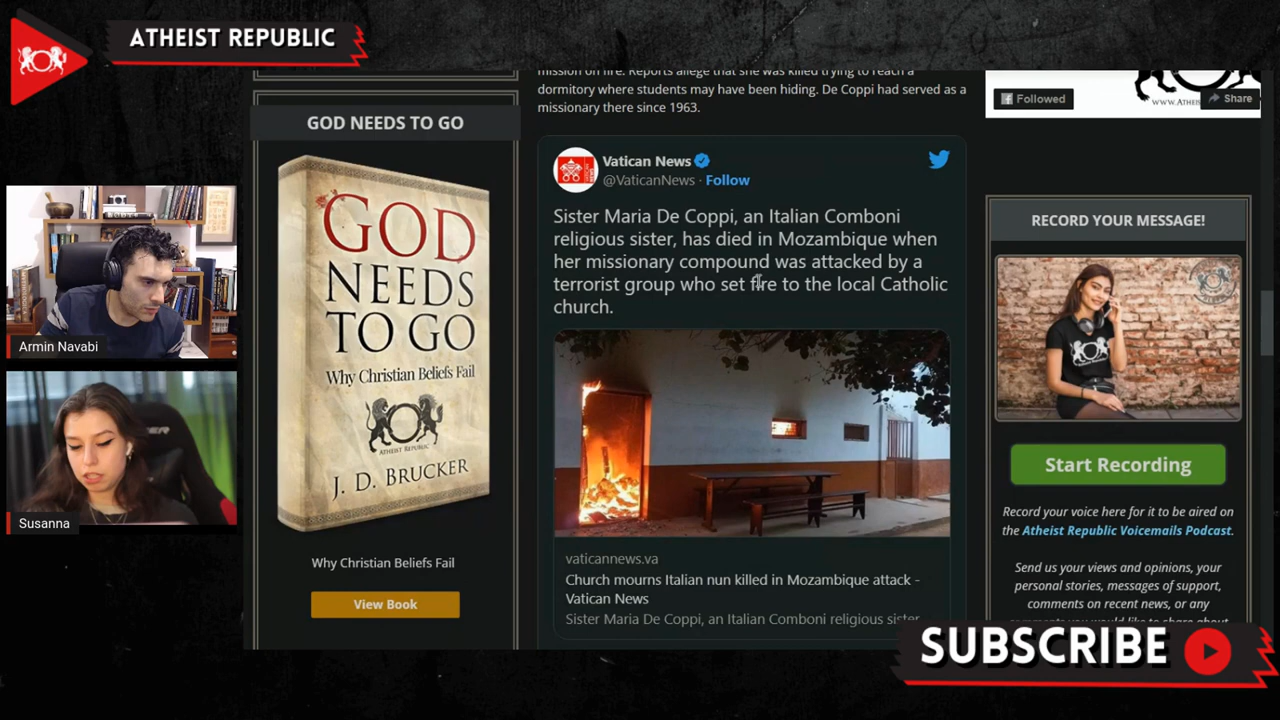 ATHEIST REPUBLIC
mission on fire. Reports allege that she was killed trying to reach a
dormitory where students may have been hiding. De Coppi had served as a
missionary there since 1963.
Armin Navabi
Susanna
GOD NEEDS TO GO
GOD
NEEDS
TO GO
Why Christian Beliefs Fail
ATHEIST REPUBLIC
J. D. BRUCKER
Why Christian Beliefs Fail
View Book
Vatican News
@VaticanNews · Follow
Sister Maria De Coppi, an Italian Comboni
religious sister, has died in Mozambique when
her missionary compound was attacked by a
terrorist group who set fire to the local Catholic
church.
vaticannews.va
Church mourns Italian nun killed in Mozambique attack -
Vatican News
Sister Maria De Coppi, an Italian Comboni religious sister
Followed
Share
RECORD YOUR MESSAGE!
Start Recording
Record your voice here for it to be aired on
the Atheist Republic Voicemails Podcast.
Send us your views and opinions, your
personal stories, messages of support,
comments on recent news, or any
SUBSCRIBE